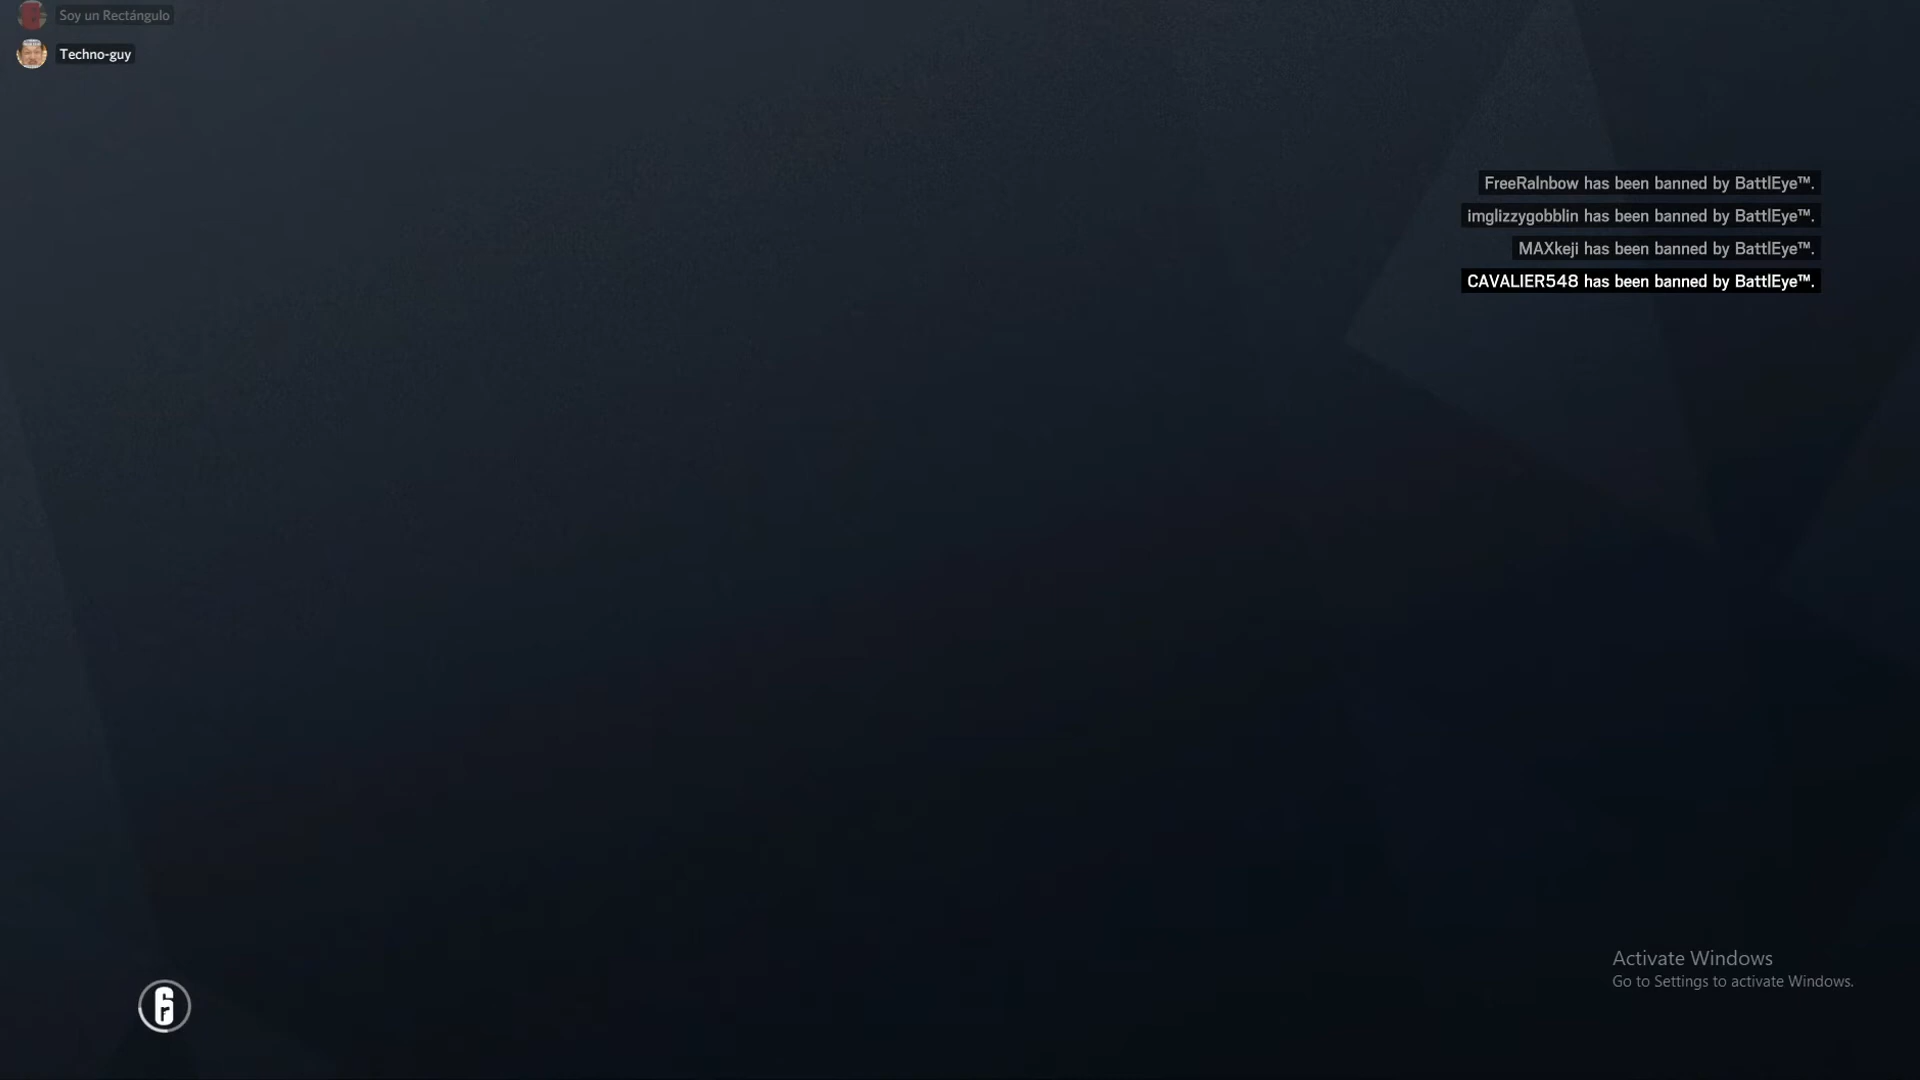 Soy un Rectángulo
Techno-guy
FreeRaInbow has been banned by BattlEye™.
imglizzygobblin has been banned by BattlEye™.
MAXkeji has been banned by BattlEye™.
CAVALIER548 has been banned by BattlEye™.
Activate Windows
Go to Settings to activate Windows.
6